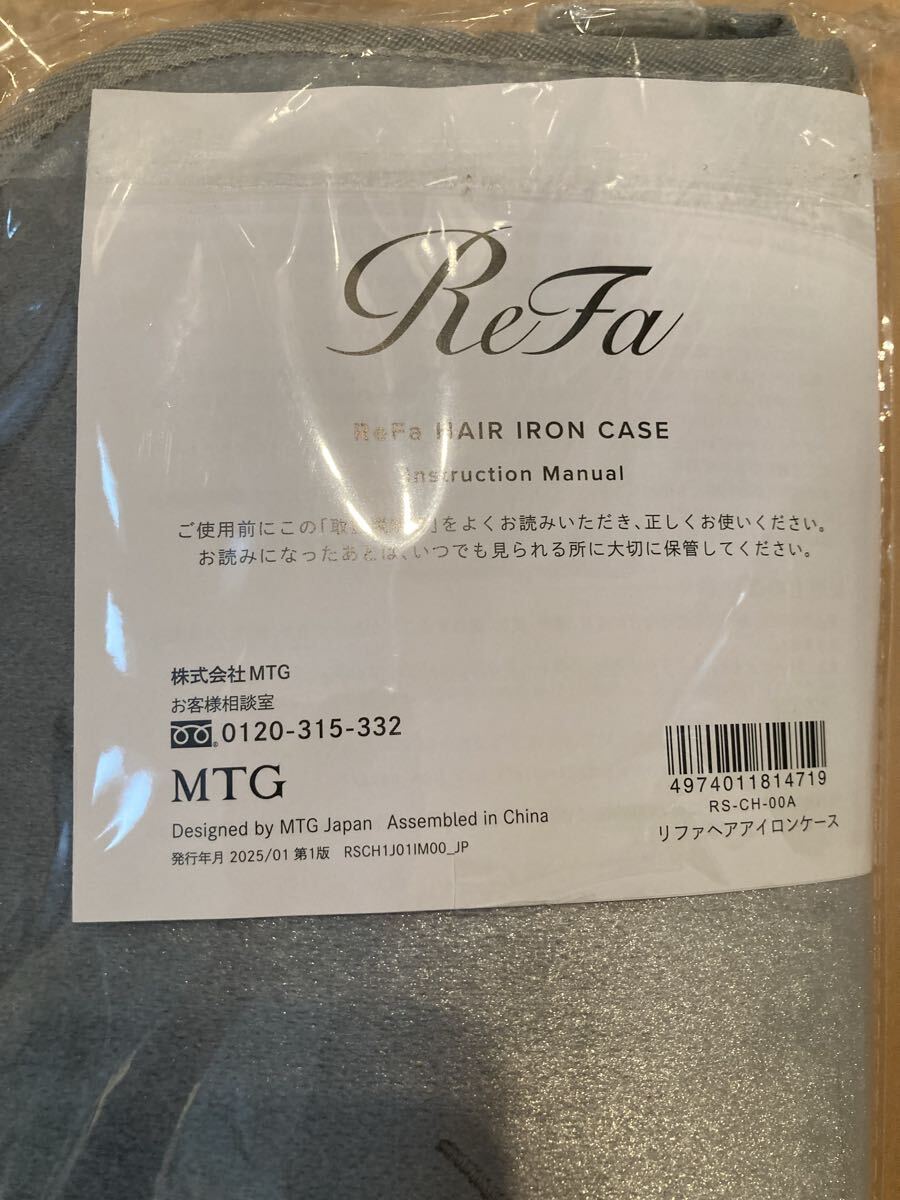 ReFa
ReFa HAIR IRON CASE
Instruction Manual
ご使用前にこの「取扱説明書」をよくお読みいただき、正しくお使いください。
お読みになったあとは、いつでも見られる所に大切に保管してください。
株式会社MTG
お客様相談室
0120-315-332
MTG
Designed by MTG Japan Assembled in China
発行年月 2025/01 第1版 RSCH1J01IM00_JP
4974011814719
RS-CH-00A
リファヘアアイロンケース